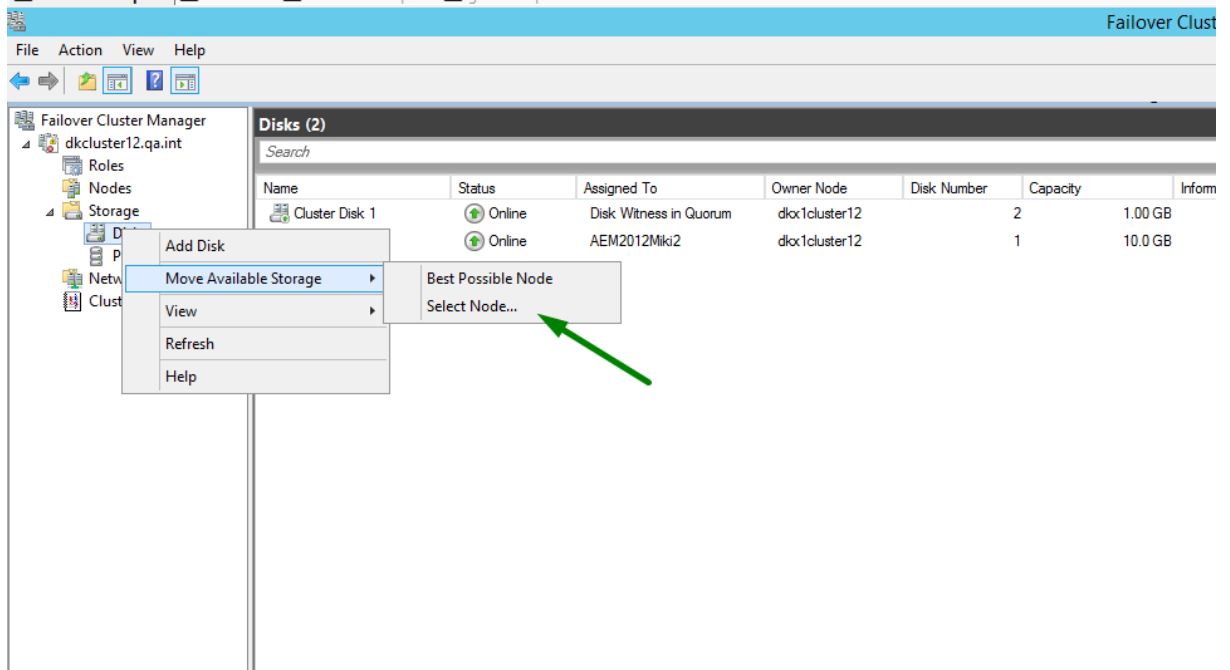 Failover Clust
File Action View Help
Failover Cluster Manager
dkcluster12.qa.int
Roles
Nodes
Storage
D
P
Netw
Clust
Disks (2)
Search
Name Status Assigned To Owner Node Disk Number Capacity Inform
Cluster Disk 1 Online Disk Witness in Quorum dkx1cluster12 2 1.00 GB
Online AEM2012Miki2 dkx1cluster12 1 10.0 GB
Add Disk
Move Available Storage
View
Refresh
Help
Best Possible Node
Select Node...